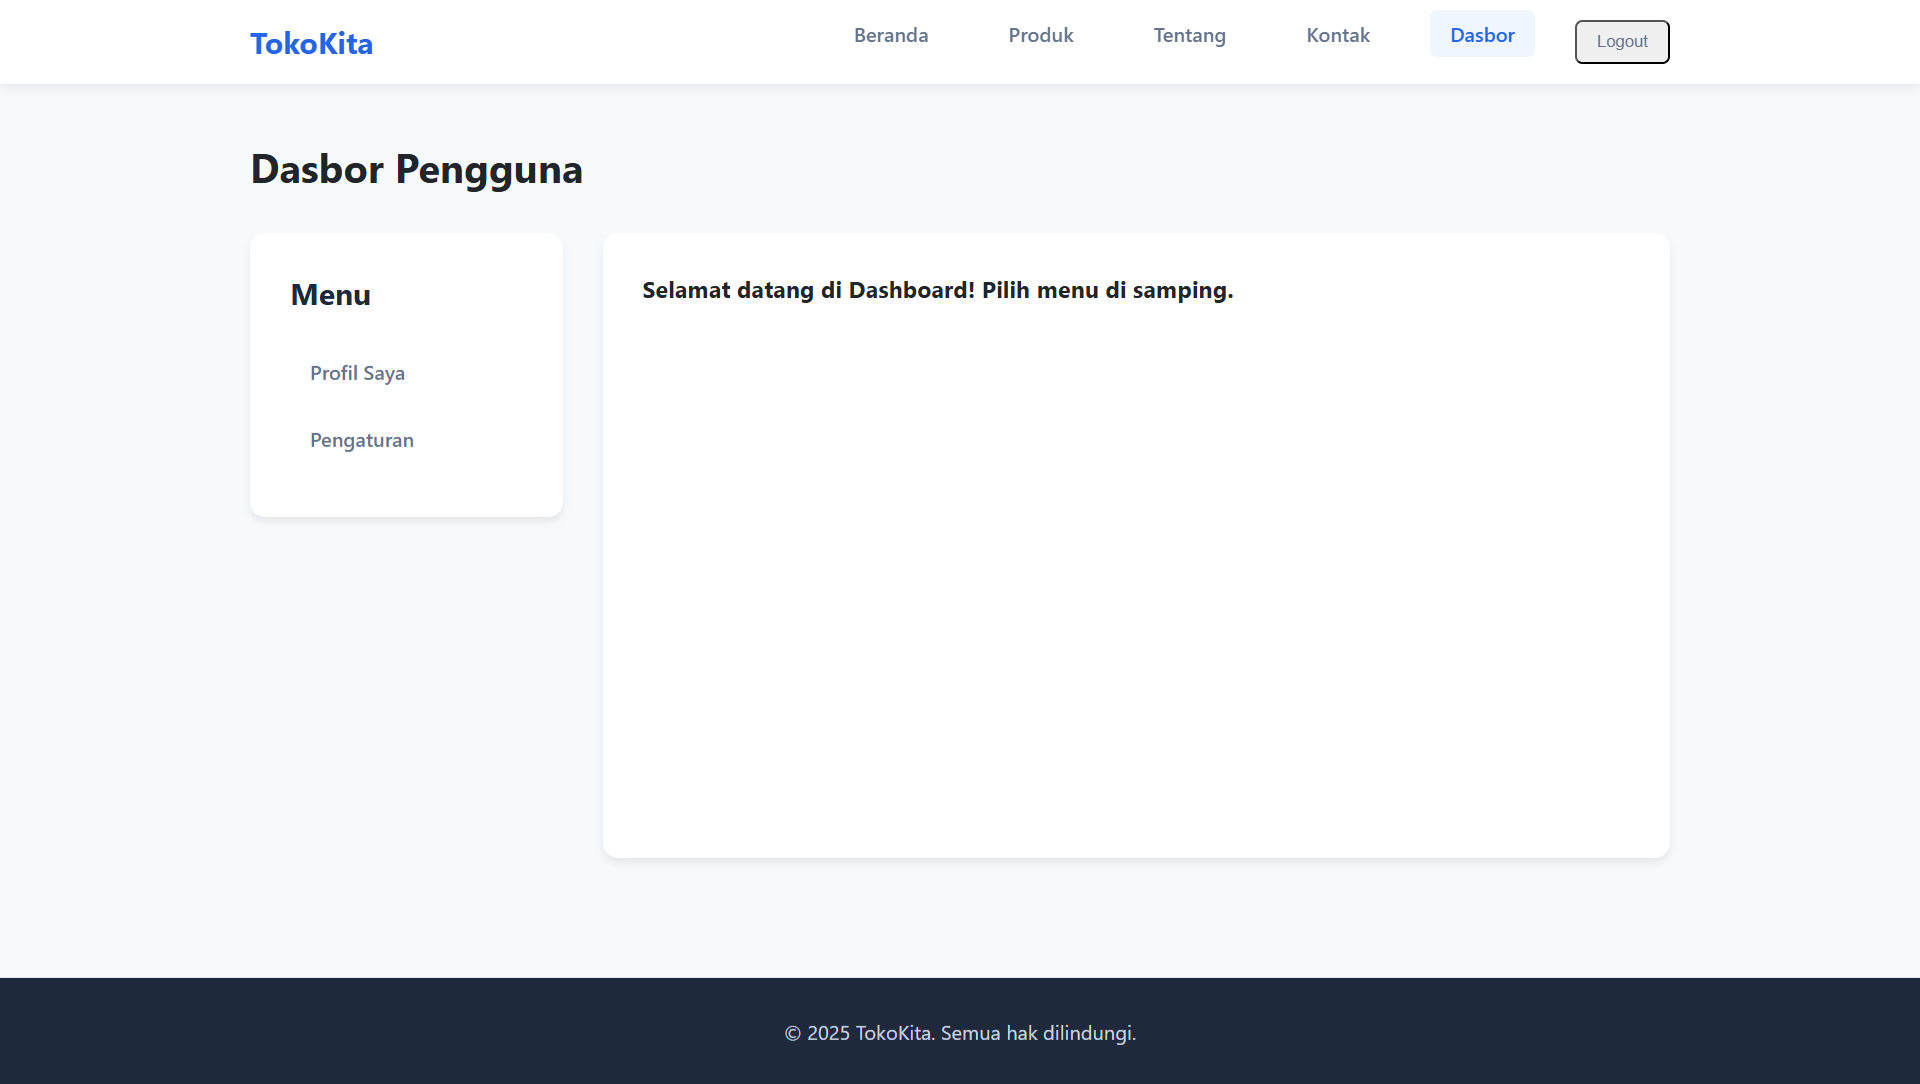 TokoKita
Beranda
Produk
Tentang
Kontak
Dasbor
Logout
Dasbor Pengguna
Menu
Profil Saya
Pengaturan
Selamat datang di Dashboard! Pilih menu di samping.
© 2025 TokoKita. Semua hak dilindungi.